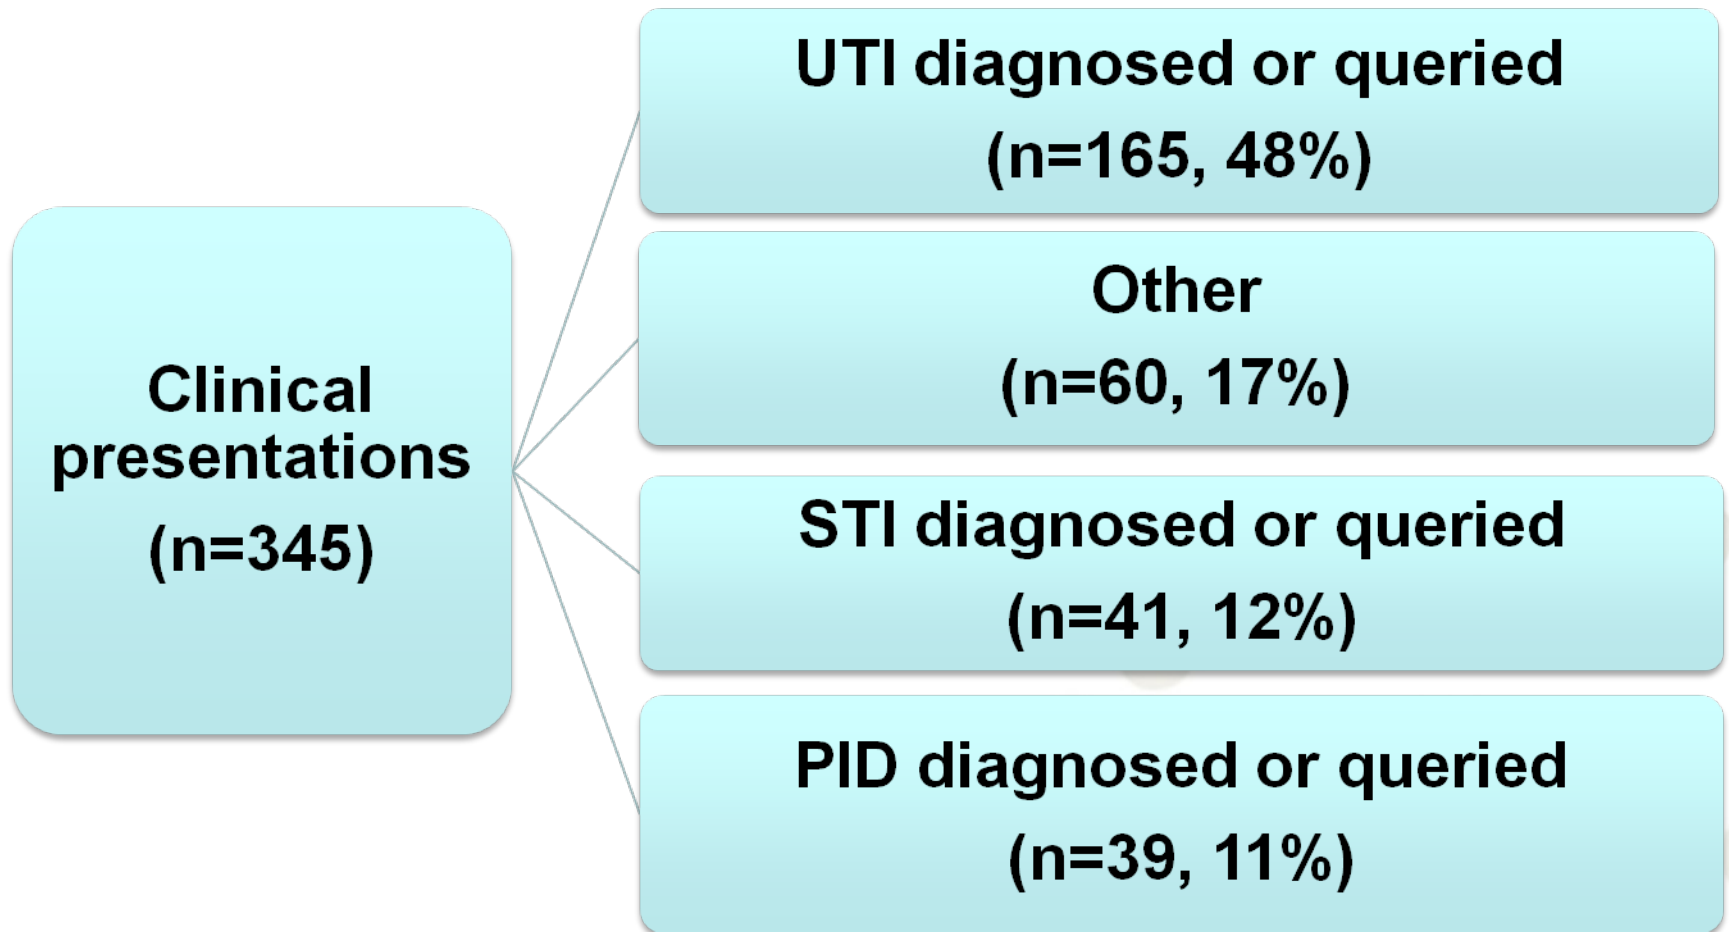 Clinical
presentations
(n=345)
UTI diagnosed or queried
(n=165, 48%)
Other
(n=60, 17%)
STI diagnosed or queried
(n=41, 12%)
PID diagnosed or queried
(n=39, 11%)